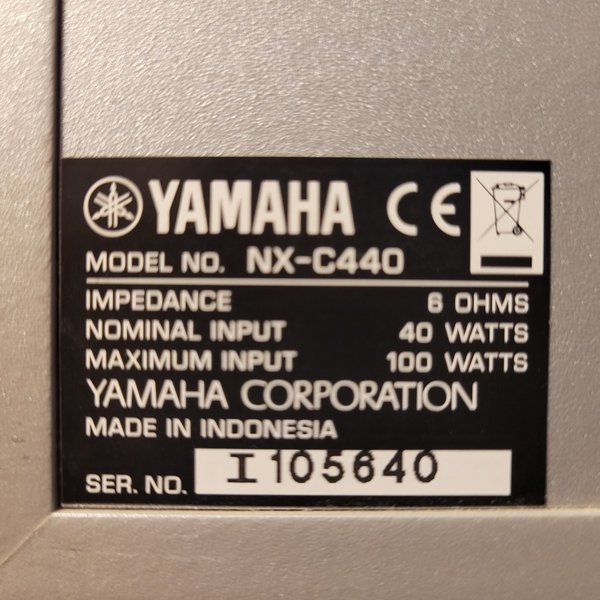 YAMAHA CE
MODEL NO. NX-C440
IMPEDANCE 6 OHMS
NOMINAL INPUT 40 WATTS
MAXIMUM INPUT 100 WATTS
YAMAHA CORPORATION
MADE IN INDONESIA
SER. NO. I105640